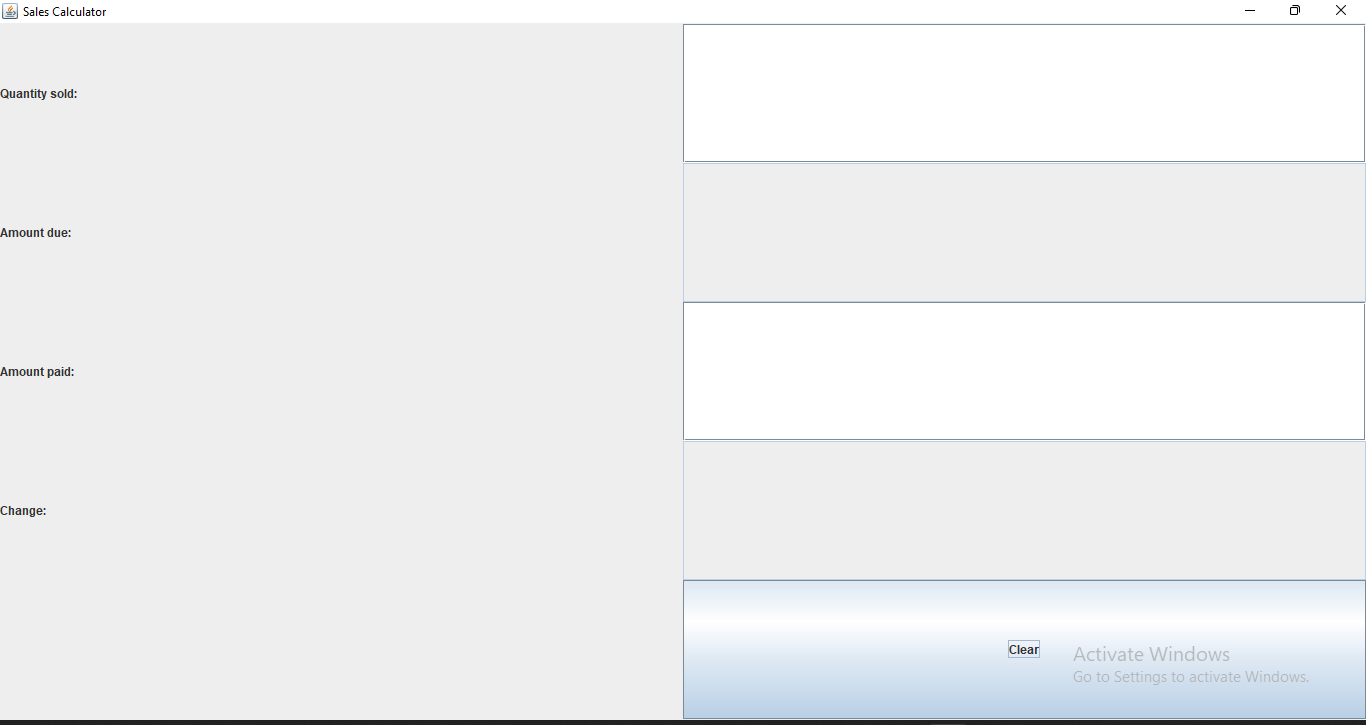 Sales Calculator
Quantity sold:
Amount due:
Amount paid:
Change:
Clear
Activate Windows
Go to Settings to activate Windows.